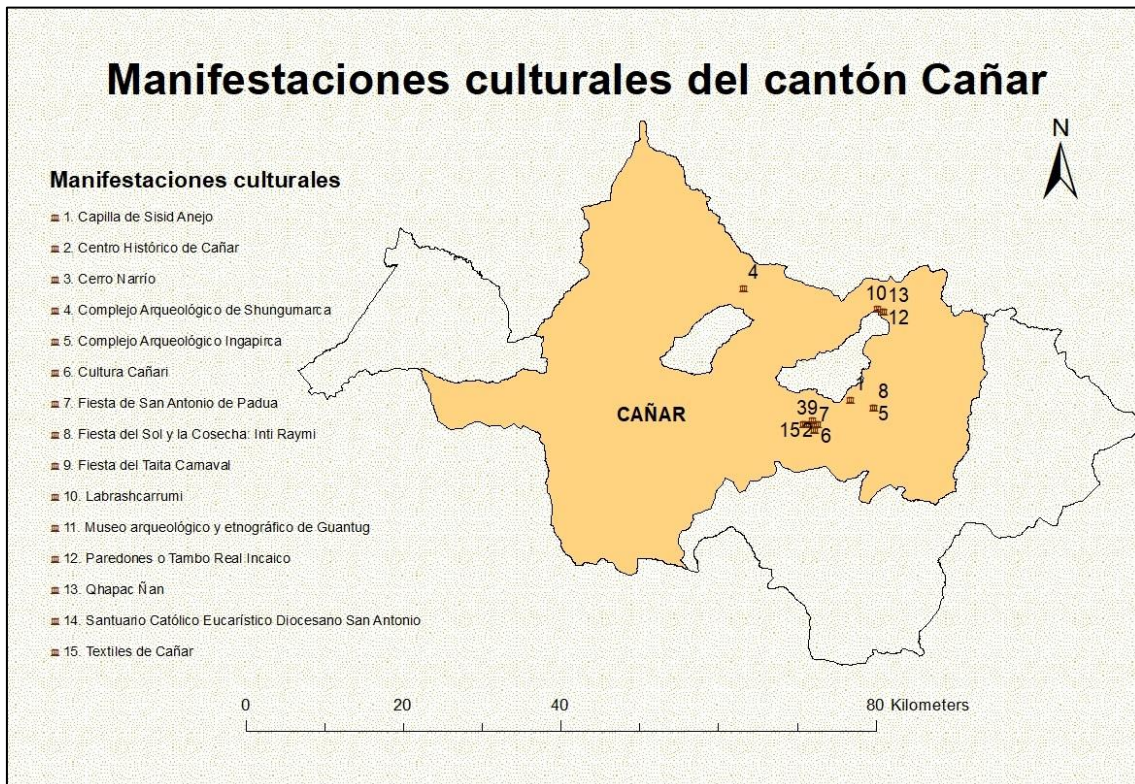 Manifestaciones culturales del cantón Cañar
N
Manifestaciones culturales
1. Capilla de Sisid Anejo
2. Centro Histórico de Cañar
3. Cerro Narrío
4. Complejo Arqueológico de Shungumarca
5. Complejo Arqueológico Ingapirca
6. Cultura Cañari
7. Fiesta de San Antonio de Padua
8. Fiesta del Sol y la Cosecha: Inti Raymi
9. Fiesta del Taita Carnaval
10. Labrashcarrumi
11. Museo arqueológico y etnográfico de Guantug
12. Paredones o Tambo Real Incaico
13. Qhapac Ñan
14. Santuario Católico Eucarístico Diocesano San Antonio
15. Textiles de Cañar
4
10 13
12
1 8
5
CAÑAR
39 7
15 2 6
0 20 40 80 Kilometers